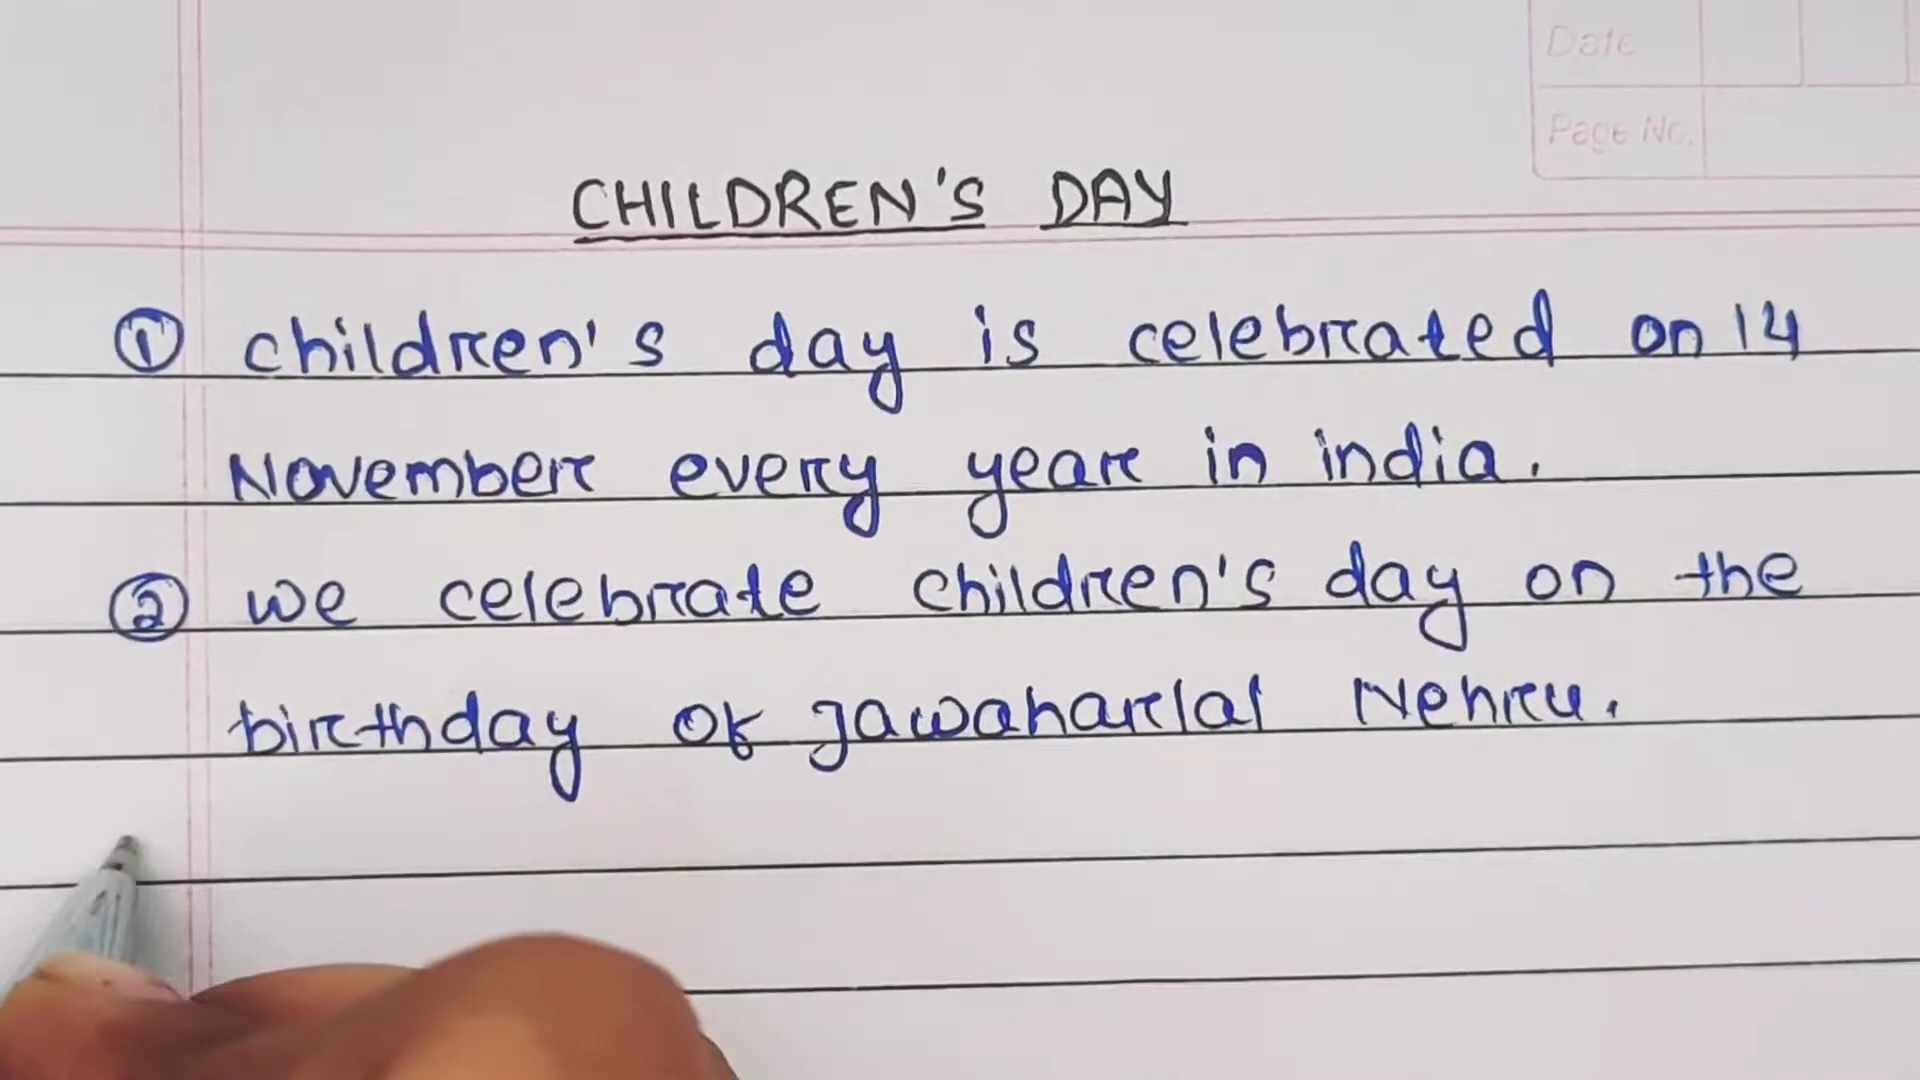 Date
Page No.
CHILDREN'S DAY
① children's day is celebrated on 14
November every year in india.
② we celebrate children's day on the
birthday of jawaharlal Nehru.